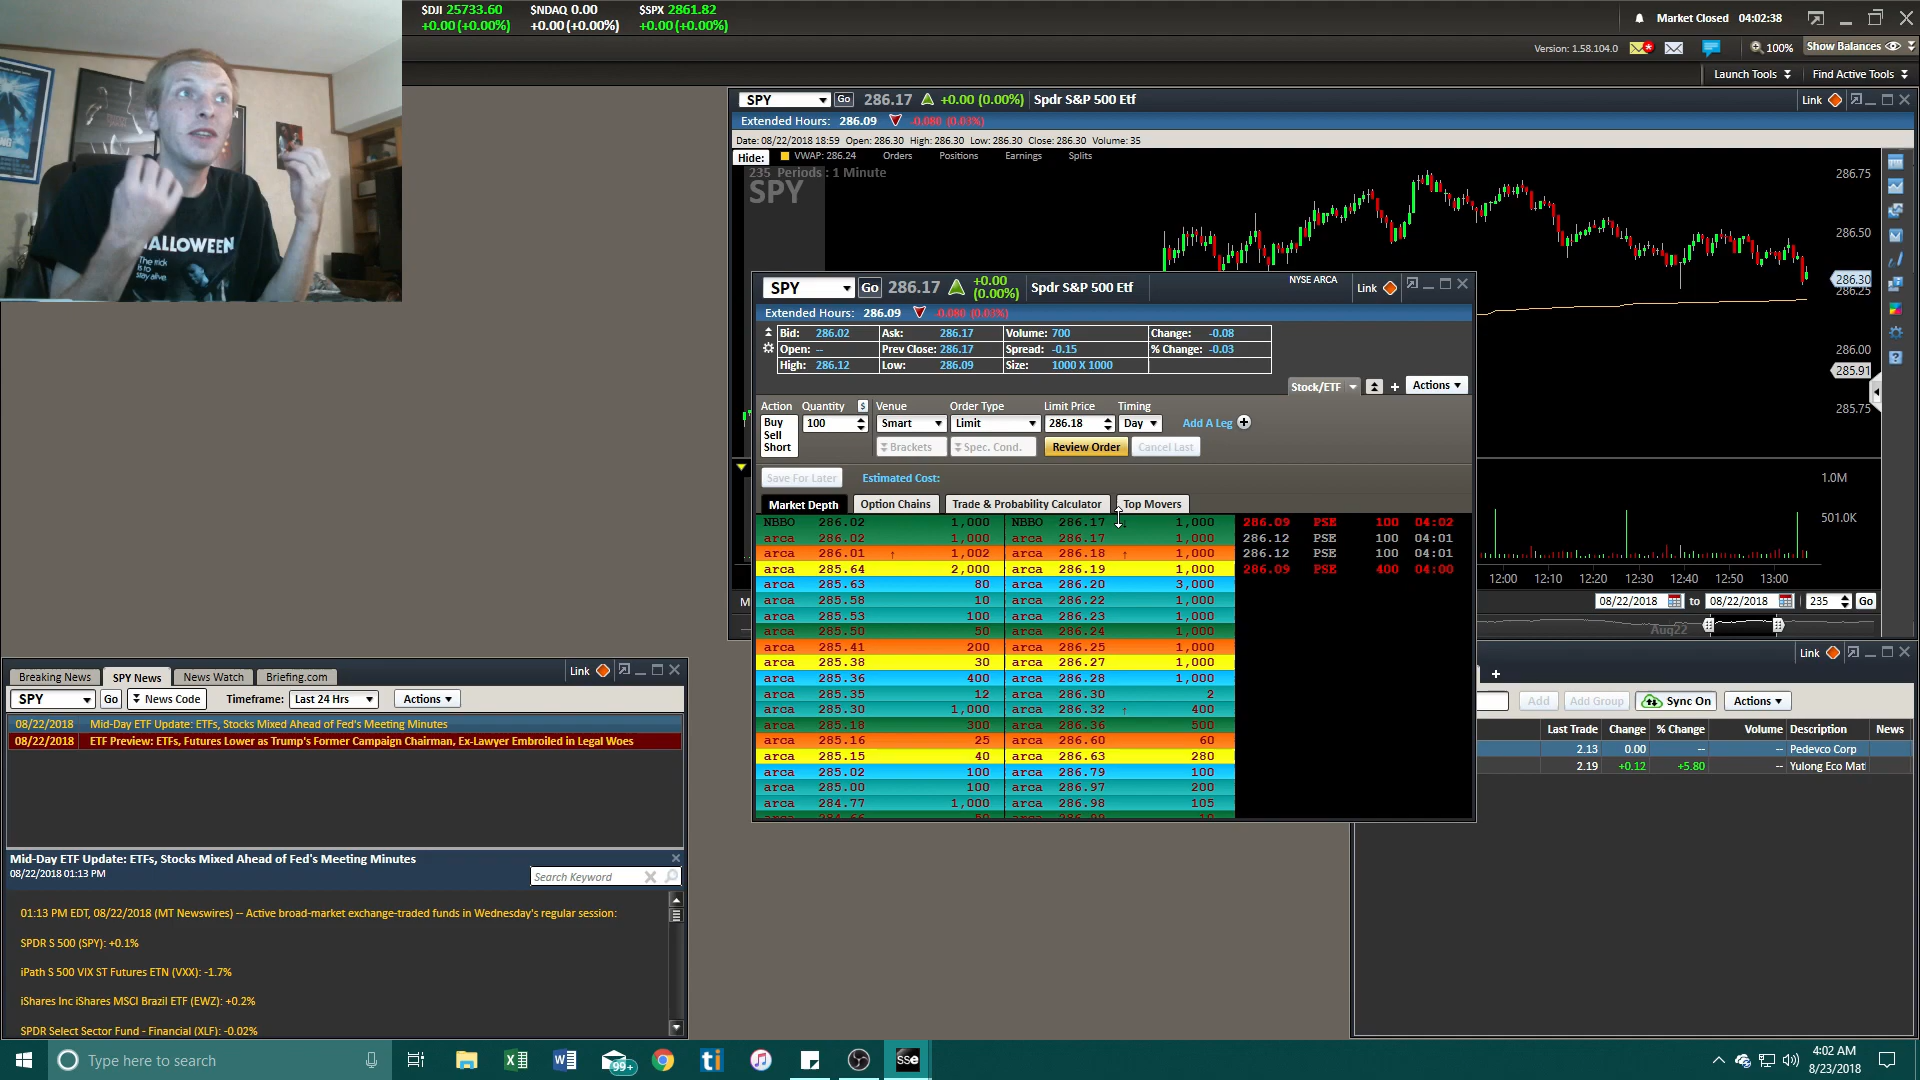 $DJI 25733.60 $NDAQ 0.00 $SPX 2861.82
+0.00 (+0.00%) +0.00 (+0.00%) +0.00 (+0.00%)
Market Closed 04:02:38
Version: 1.58.104.0 100% Show Balances
Launch Tools Find Active Tools
HALLOWEEN
The trick
is to
stay alive.
SPY Go 286.17 +0.00 (0.00%) Spdr S&P 500 Etf Link
Extended Hours: 286.09 -0.080 (0.03%)
Date: 08/22/2018 18:59 Open: 286.30 High: 286.30 Low: 286.30 Close: 286.30 Volume: 35
Hide: VWAP: 286.24 Orders Positions Earnings Splits
235 Periods : 1 Minute
SPY
286.75
286.50
286.30
286.25
286.00
285.91
285.75
1.0M
501.0K
12:00 12:10 12:20 12:30 12:40 12:50 13:00
08/22/2018 to 08/22/2018 235 Go
Aug22
SPY Go 286.17 +0.00 (0.00%) Spdr S&P 500 Etf NYSE ARCA Link
Extended Hours: 286.09 -0.080 (0.03%)
Bid: 286.02 Ask: 286.17 Volume: 700 Change: -0.08
Open: -- Prev Close: 286.17 Spread: -0.15 % Change: -0.03
High: 286.12 Low: 286.09 Size: 1000 X 1000
Stock/ETF + Actions
Action Quantity $ Venue Order Type Limit Price Timing
Buy 100 Smart Limit 286.18 Day Add A Leg
Sell
Short Brackets Spec. Cond. Review Order Cancel Last
Save For Later Estimated Cost:
Market Depth Option Chains Trade & Probability Calculator Top Movers
NBBO 286.02 1,000 NBBO 286.17 1,000 286.09 PSE 100 04:02
arca 286.02 1,000 arca 286.17 1,000 286.12 PSE 100 04:01
arca 286.01 ↑ 1,002 arca 286.18 ↑ 1,000 286.12 PSE 100 04:01
arca 285.64 2,000 arca 286.19 1,000 286.09 PSE 400 04:00
arca 285.63 80 arca 286.20 3,000
arca 285.58 10 arca 286.22 1,000
arca 285.53 100 arca 286.23 1,000
arca 285.50 50 arca 286.24 1,000
arca 285.41 200 arca 286.25 1,000
arca 285.38 30 arca 286.27 1,000
arca 285.36 400 arca 286.28 1,000
arca 285.35 12 arca 286.30 2
arca 285.30 1,000 arca 286.32 ↑ 400
arca 285.18 300 arca 286.36 500
arca 285.16 25 arca 286.60 60
arca 285.15 40 arca 286.63 280
arca 285.02 100 arca 286.79 100
arca 285.00 100 arca 286.97 200
arca 284.77 1,000 arca 286.98 105
Breaking News SPY News News Watch Briefing.com Link
SPY Go News Code Timeframe: Last 24 Hrs Actions
08/22/2018 Mid-Day ETF Update: ETFs, Stocks Mixed Ahead of Fed's Meeting Minutes
08/22/2018 ETF Preview: ETFs, Futures Lower as Trump's Former Campaign Chairman, Ex-Lawyer Embroiled in Legal Woes
Mid-Day ETF Update: ETFs, Stocks Mixed Ahead of Fed's Meeting Minutes
08/22/2018 01:13 PM Search Keyword
01:13 PM EDT, 08/22/2018 (MT Newswires) -- Active broad-market exchange-traded funds in Wednesday's regular session:
SPDR S 500 (SPY): +0.1%
iPath S 500 VIX ST Futures ETN (VXX): -1.7%
iShares Inc iShares MSCI Brazil ETF (EWZ): +0.2%
SPDR Select Sector Fund - Financial (XLF): -0.02%
Link
+
Add Add Group Sync On Actions
Last Trade Change % Change Volume Description News
2.13 0.00 -- -- Pedevco Corp
2.19 +0.12 +5.80 -- Yulong Eco Mat
Type here to search 99+ ti SSe 4:02 AM
8/23/2018